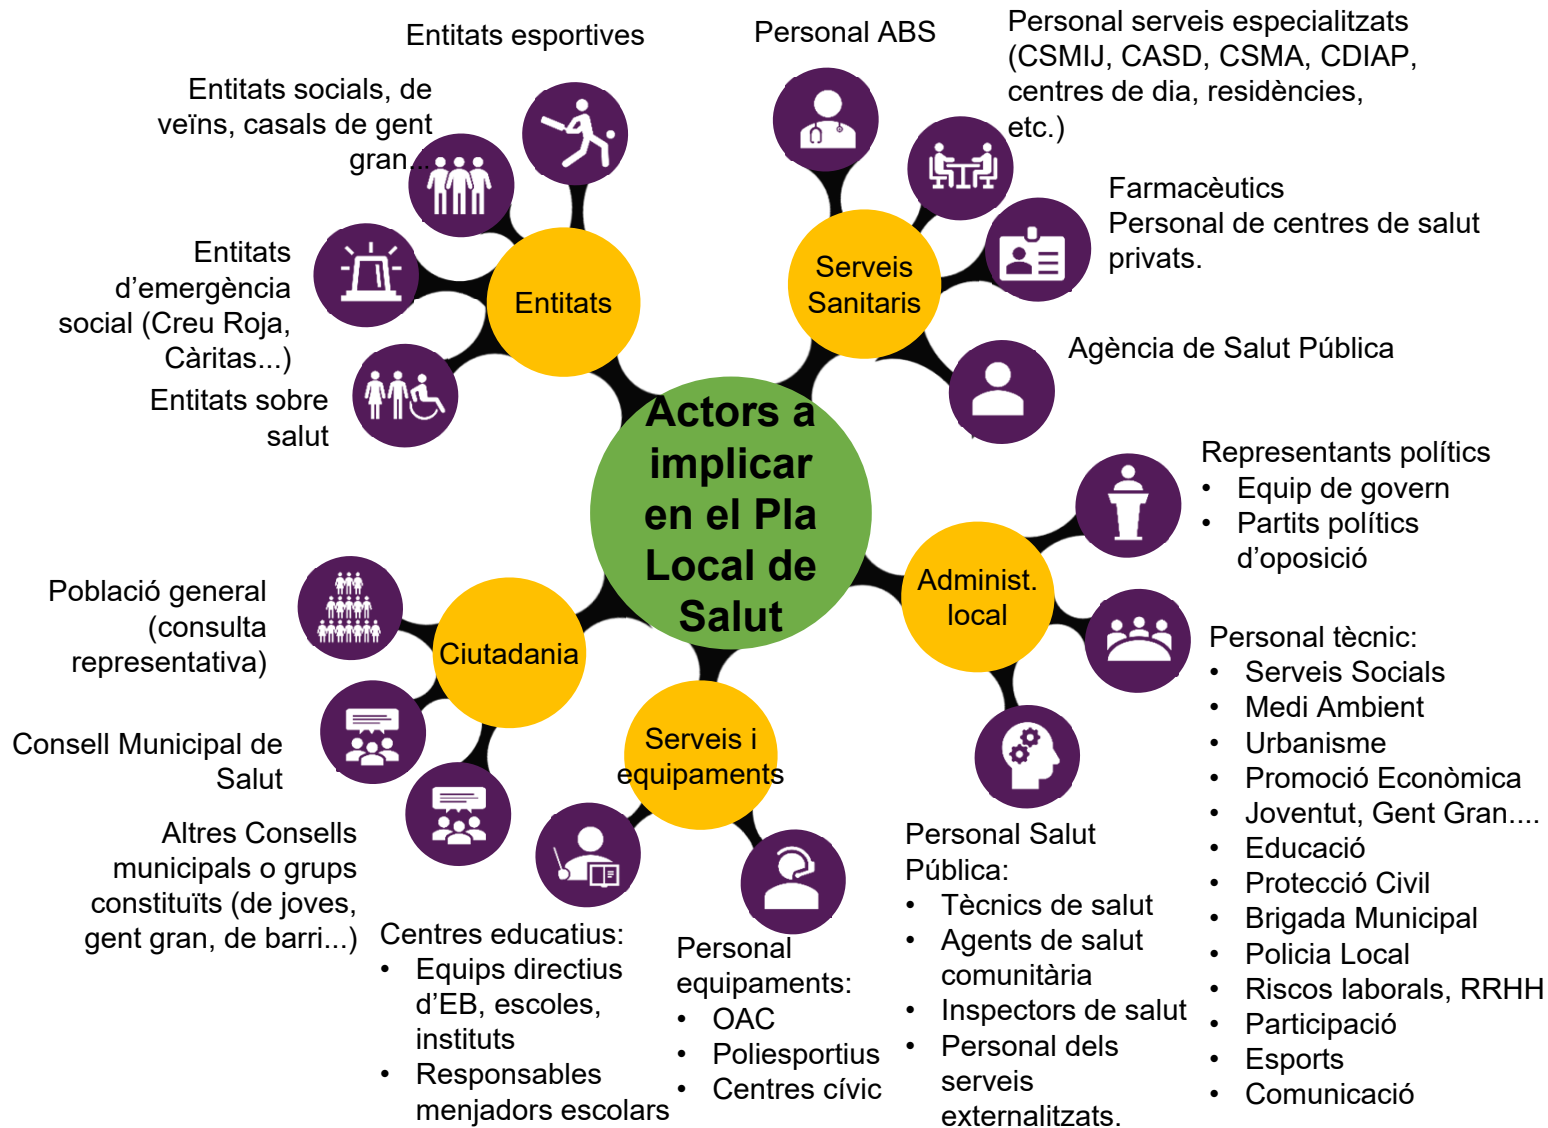 Entitats esportives
Entitats socials, de
veïns, casals de gent
gran...
Entitats
d’emergència
social (Creu Roja,
Càritas...)
Entitats sobre
salut
Entitats
Personal ABS
Personal serveis especialitzats
(CSMIJ, CASD, CSMA, CDIAP,
centres de dia, residències,
etc.)
Farmacèutics
Personal de centres de salut
privats.
Agència de Salut Pública
Serveis
Sanitaris
Actors a
implicar
en el Pla
Local de
Salut
Representants polítics
• Equip de govern
• Partits polítics
d’oposició
Administ.
local
Personal tècnic:
• Serveis Socials
• Medi Ambient
• Urbanisme
• Promoció Econòmica
• Joventut, Gent Gran....
• Educació
• Protecció Civil
• Brigada Municipal
• Policia Local
• Riscos laborals, RRHH
• Participació
• Esports
• Comunicació
Personal Salut
Pública:
• Tècnics de salut
• Agents de salut
comunitària
• Inspectors de salut
• Personal dels
serveis
externalitzats.
Serveis i
equipaments
Personal
equipaments:
• OAC
• Poliesportius
• Centres cívic
Centres educatius:
• Equips directius
d’EB, escoles,
instituts
• Responsables
menjadors escolars
Ciutadania
Població general
(consulta
representativa)
Consell Municipal de
Salut
Altres Consells
municipals o grups
constituïts (de joves,
gent gran, de barri...)